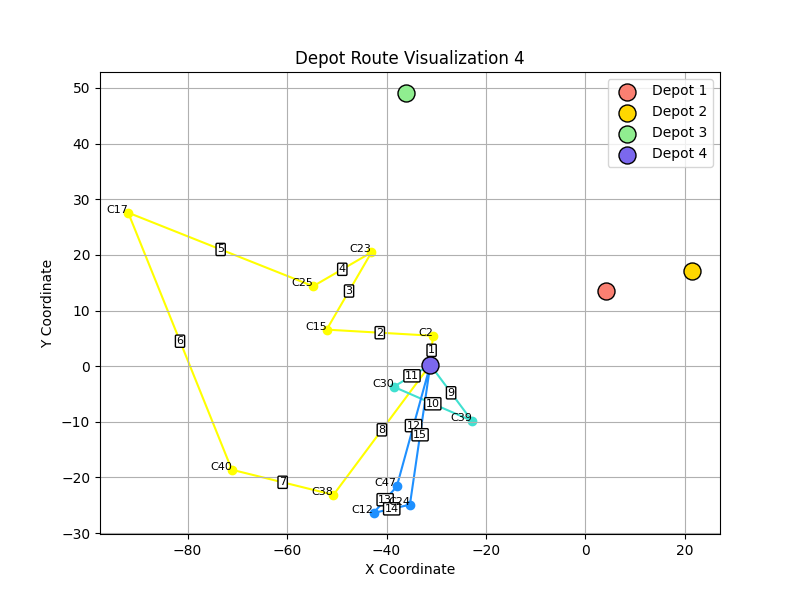 Depot Route Visualization 4
Depot 1
Depot 2
Depot 3
Depot 4
Y Coordinate
50
40
30
20
10
0
−10
−20
−30
C17
C23
C25
C15
C2
C30
C39
C40
C38
C47
C24
C12
1
2
3
4
5
6
7
8
9
10
11
12
13
14
15
−80
−60
−40
−20
0
20
X Coordinate